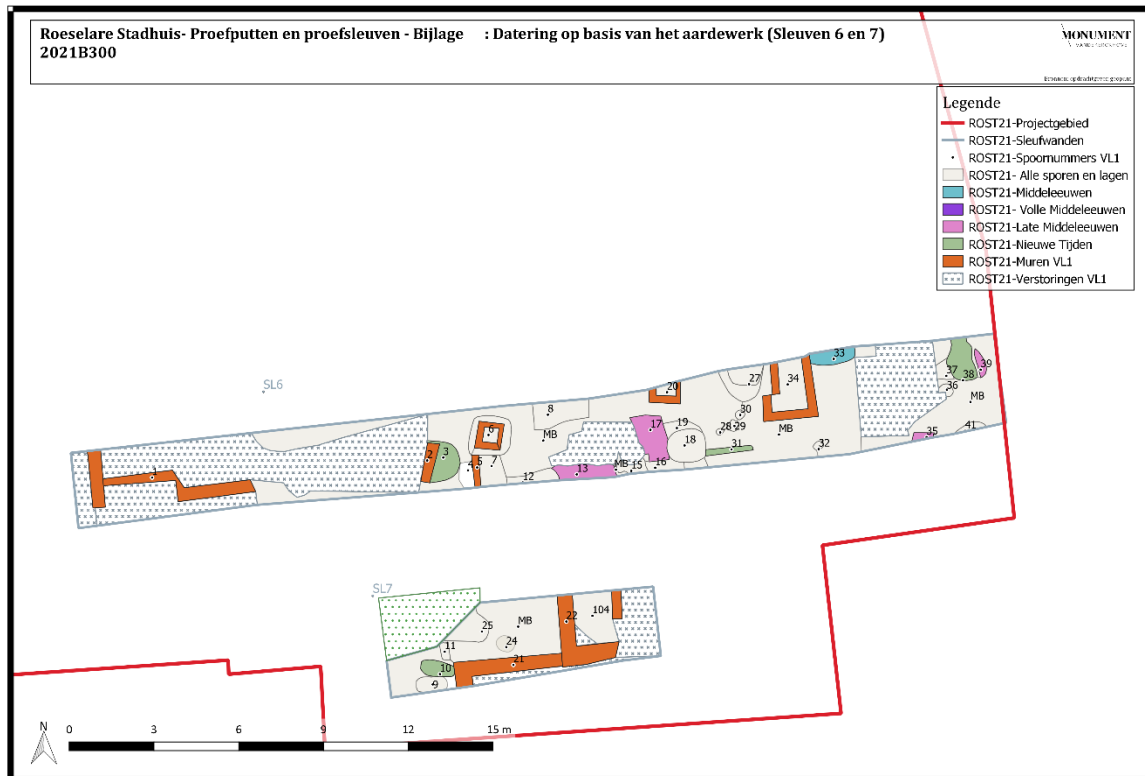 Roeselare Stadhuis- Proefputten en proefsleuven - Bijlage : Datering op basis van het aardewerk (Sleuven 6 en 7)
2021B300
MONUMENT
Legende
ROST21-Projectgebied
ROST21-Sleufwanden
ROST21-Spoornummers VL1
ROST21- Alle sporen en lagen
ROST21-Middeleeuwen
ROST21- Volle Middeleeuwen
ROST21-Late Middeleeuwen
ROST21-Nieuwe Tijden
ROST21-Muren VL1
ROST21-Verstoringen VL1
SL6
33
39
37
38
36
MB
27
34
20
8
30
28
29
17
19
18
MB
41
35
6
MB
31
32
2
3
4
5
7
12
13
MB
15
16
1
SL7
104
22
MB
25
24
11
21
10
9
N
0
3
6
9
12
15 m